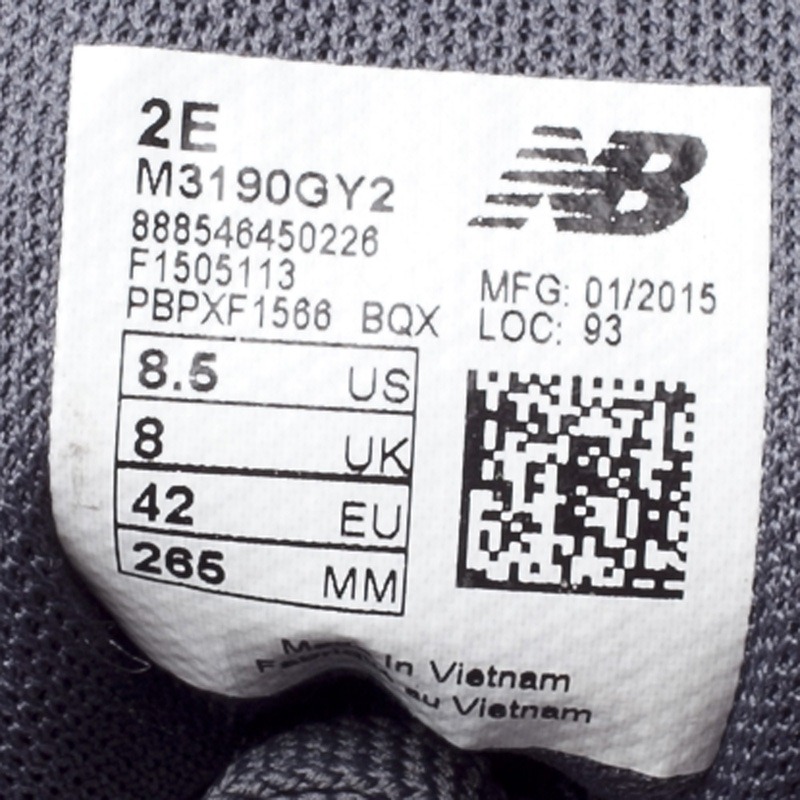 2E
NB
M3190GY2
888546450226
F1505113
PBPXF1566 BQX
MFG: 01/2015
LOC: 93
8.5 US
8 UK
42 EU
265 MM
In Vietnam
au Vietnam